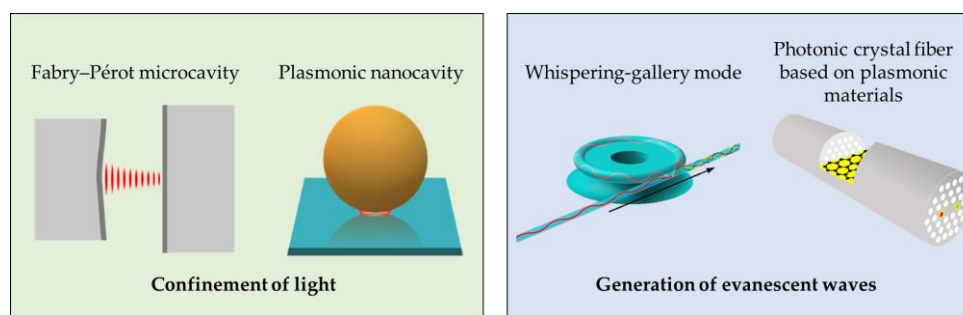 Fabry–Pérot microcavity
Plasmonic nanocavity
Confinement of light
Whispering-gallery mode
Photonic crystal fiber
based on plasmonic
materials
Generation of evanescent waves